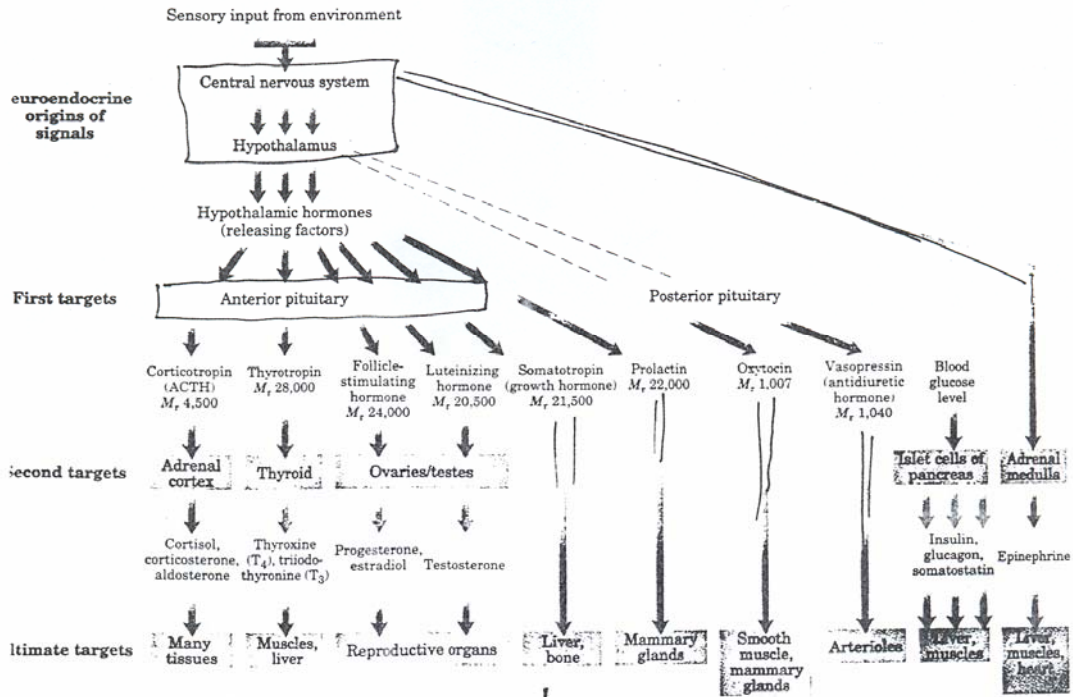 Sensory input from environment
Central nervous system
euroendocrine
origins of
signals
Hypothalamus
Hypothalamic hormones
(releasing factors)
First targets
Anterior pituitary
Posterior pituitary
Corticotropin
(ACTH)
Mr 4,500
Thyrotropin
Mr 28,000
Follicle-
stimulating
hormone
Mr 24,000
Luteinizing
hormone
Mr 20,500
Somatotropin
(growth hormone)
Mr 21,500
Prolactin
Mr 22,000
Oxytocin
Mr 1,007
Vasopressin
(antidiuretic
hormone)
Mr 1,040
Blood
glucose
level
Second targets
Adrenal
cortex
Thyroid
Ovaries/testes
Islet cells of
pancreas
Adrenal
medulla
Cortisol,
corticosterone,
aldosterone
Thyroxine
(T4), triiodo-
thyronine (T3)
Progesterone,
estradiol
Testosterone
Insulin,
glucagon,
somatostatin
Epinephrine
ltimate targets
Many
tissues
Muscles,
liver
Reproductive organs
Liver,
bone
Mammary
glands
Smooth
muscle,
mammary
glands
Arterioles
Liver,
muscles
Liver,
muscles,
heart